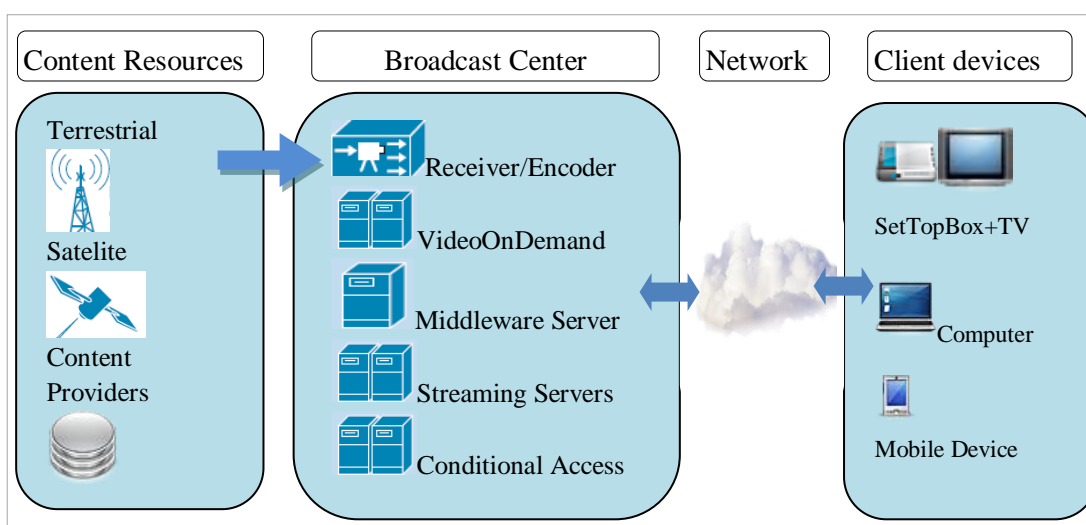 Content Resources
Broadcast Center
Network
Client devices
Terrestrial
Satelite
Content
Providers
Receiver/Encoder
VideoOnDemand
Middleware Server
Streaming Servers
Conditional Access
SetTopBox+TV
Computer
Mobile Device